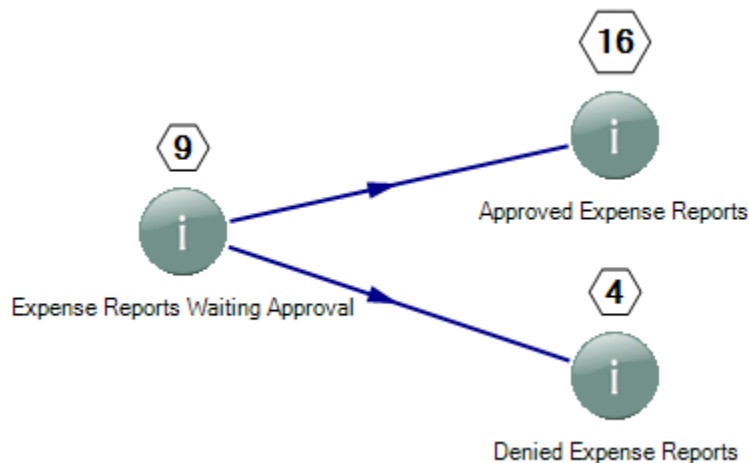 16
i
Approved Expense Reports
9
i
Expense Reports Waiting Approval
4
i
Denied Expense Reports